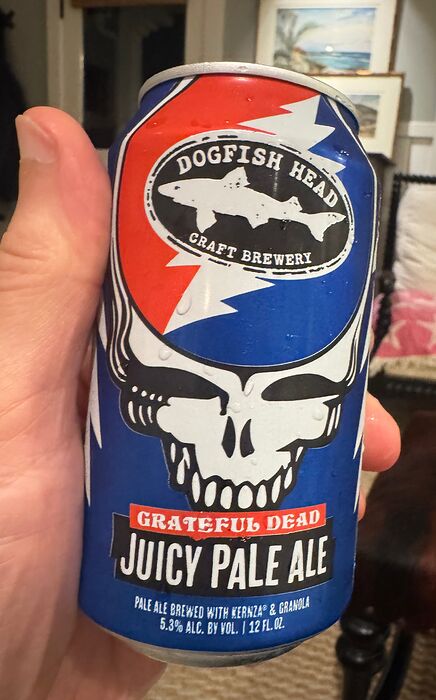 DOGFISH HEAD
CRAFT BREWERY
GRATEFUL DEAD
JUICY PALE ALE
PALE ALE BREWED WITH KERNZA® & GRANOLA
5.3% ALC. BY VOL. | 12 FL. OZ.